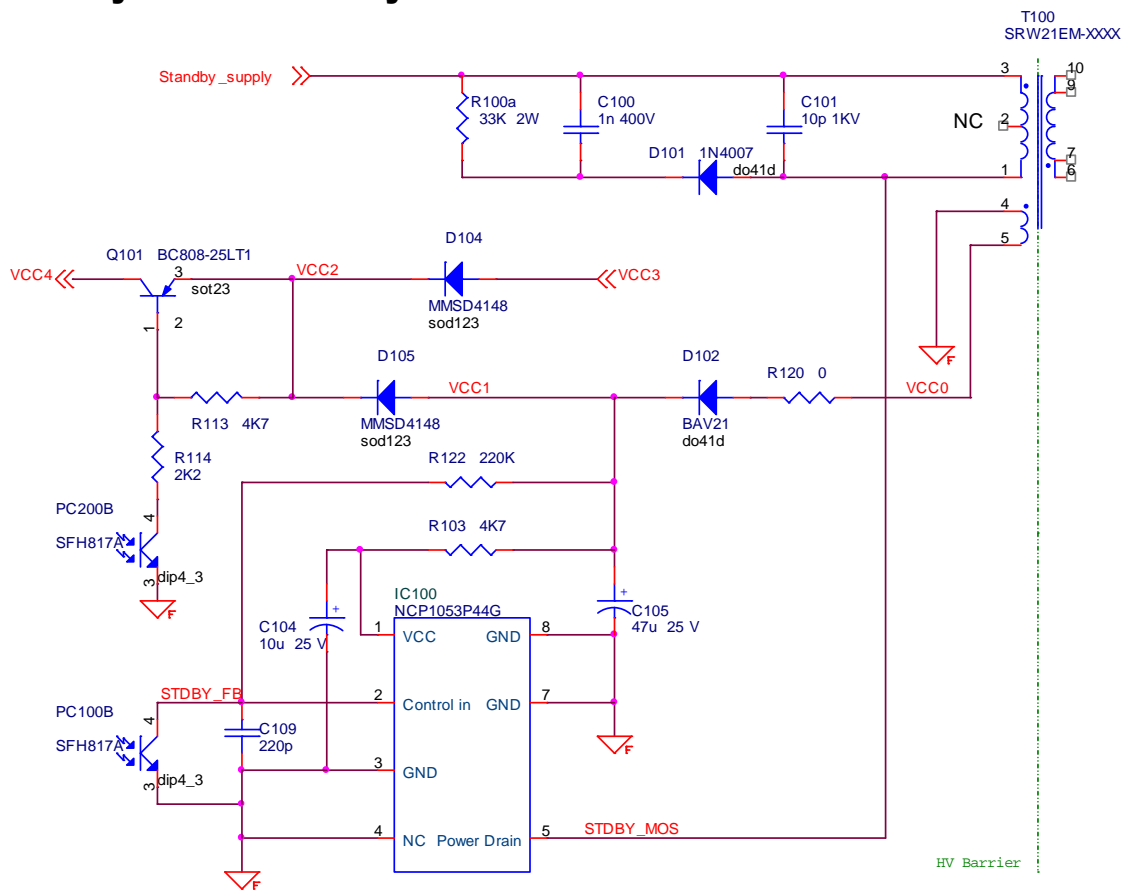 T100
SRW21EM-XXXX
Standby_supply
3
10
9
R100a
33K 2W
C100
1n 400V
C101
10p 1KV
NC
2
D101 1N4007
do41d
7
1
6
4
5
D104
Q101 BC808-25LT1
VCC4
3
sot23
VCC2
VCC3
MMSD4148
sod123
1
2
D105
D102
R120 0
VCC1
VCC0
R113 4K7
MMSD4148
sod123
BAV21
do41d
R114
2K2
R122 220K
PC200B
4
SFH817A
R103 4K7
3
dip4_3
F
IC100
NCP1053P44G
C104
10u 25 V
+
1
VCC
GND
8
+
C105
47u 25 V
STDBY_FB
2
Control in
GND
7
PC100B
4
SFH817A
C109
220p
F
3
dip4_3
3
GND
4
NC
Power Drain
5
STDBY_MOS
F
F
HV Barrier